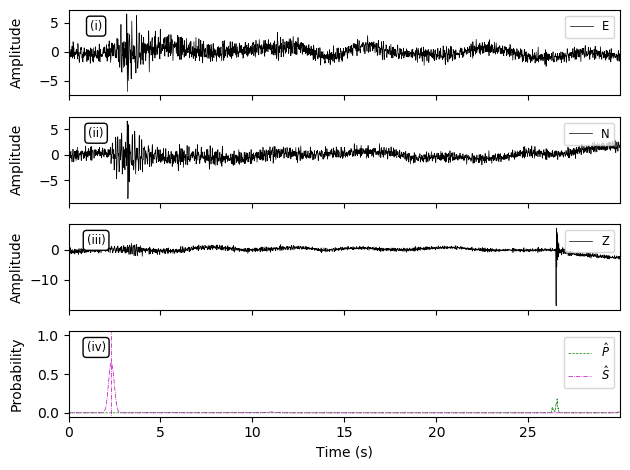 Amplitude
5
0
−5
(i)
E
Amplitude
5
0
−5
(ii)
N
Amplitude
0
−10
(iii)
Z
Probability
1.0
0.5
0.0
(iv)
P̂
Ŝ
0 5 10 15 20 25
Time (s)